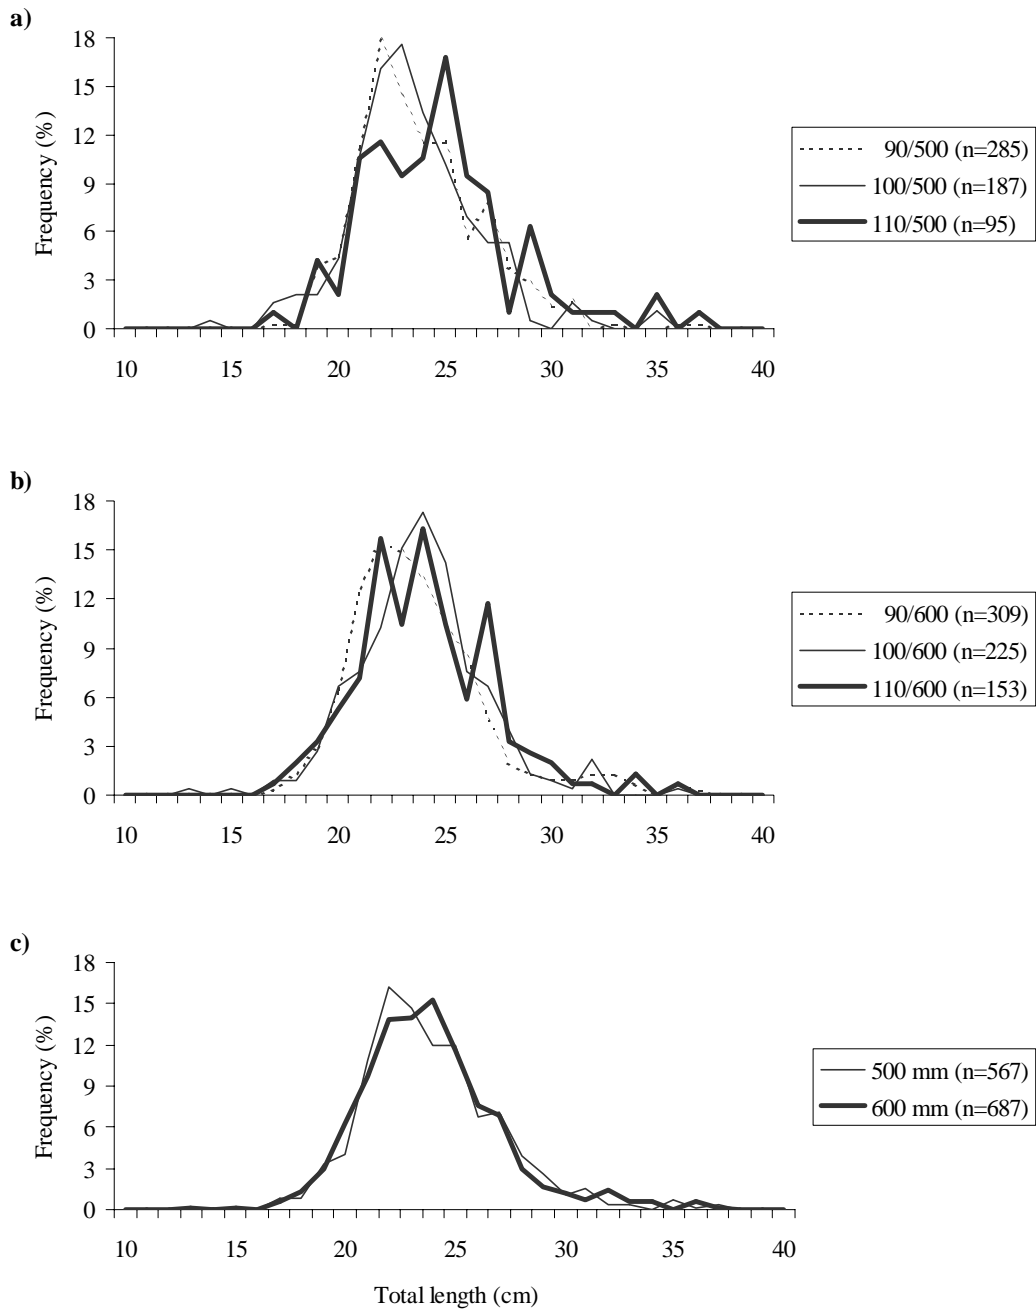 a)
18
15
12
9
6
3
0
Frequency (%)
10 15 20 25 30 35 40
90/500 (n=285)
100/500 (n=187)
110/500 (n=95)
b)
18
15
12
9
6
3
0
Frequency (%)
10 15 20 25 30 35 40
90/600 (n=309)
100/600 (n=225)
110/600 (n=153)
c)
18
15
12
9
6
3
0
Frequency (%)
10 15 20 25 30 35 40
Total length (cm)
500 mm (n=567)
600 mm (n=687)